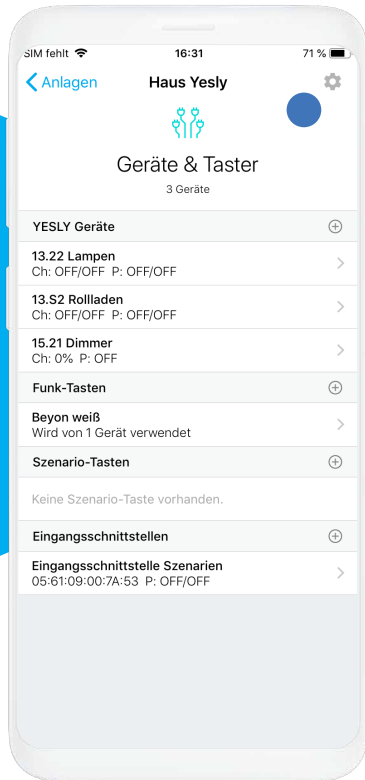 SIM fehlt 16:31 71 %
Anlagen Haus Yesly
Geräte & Taster
3 Geräte
YESLY Geräte
13.22 Lampen
Ch: OFF/OFF P: OFF/OFF
13.S2 Rollladen
Ch: OFF/OFF P: OFF/OFF
15.21 Dimmer
Ch: 0% P: OFF
Funk-Tasten
Beyon weiß
Wird von 1 Gerät verwendet
Szenario-Tasten
Keine Szenario-Taste vorhanden.
Eingangsschnittstellen
Eingangsschnittstelle Szenarien
05:61:09:00:7A:53 P: OFF/OFF